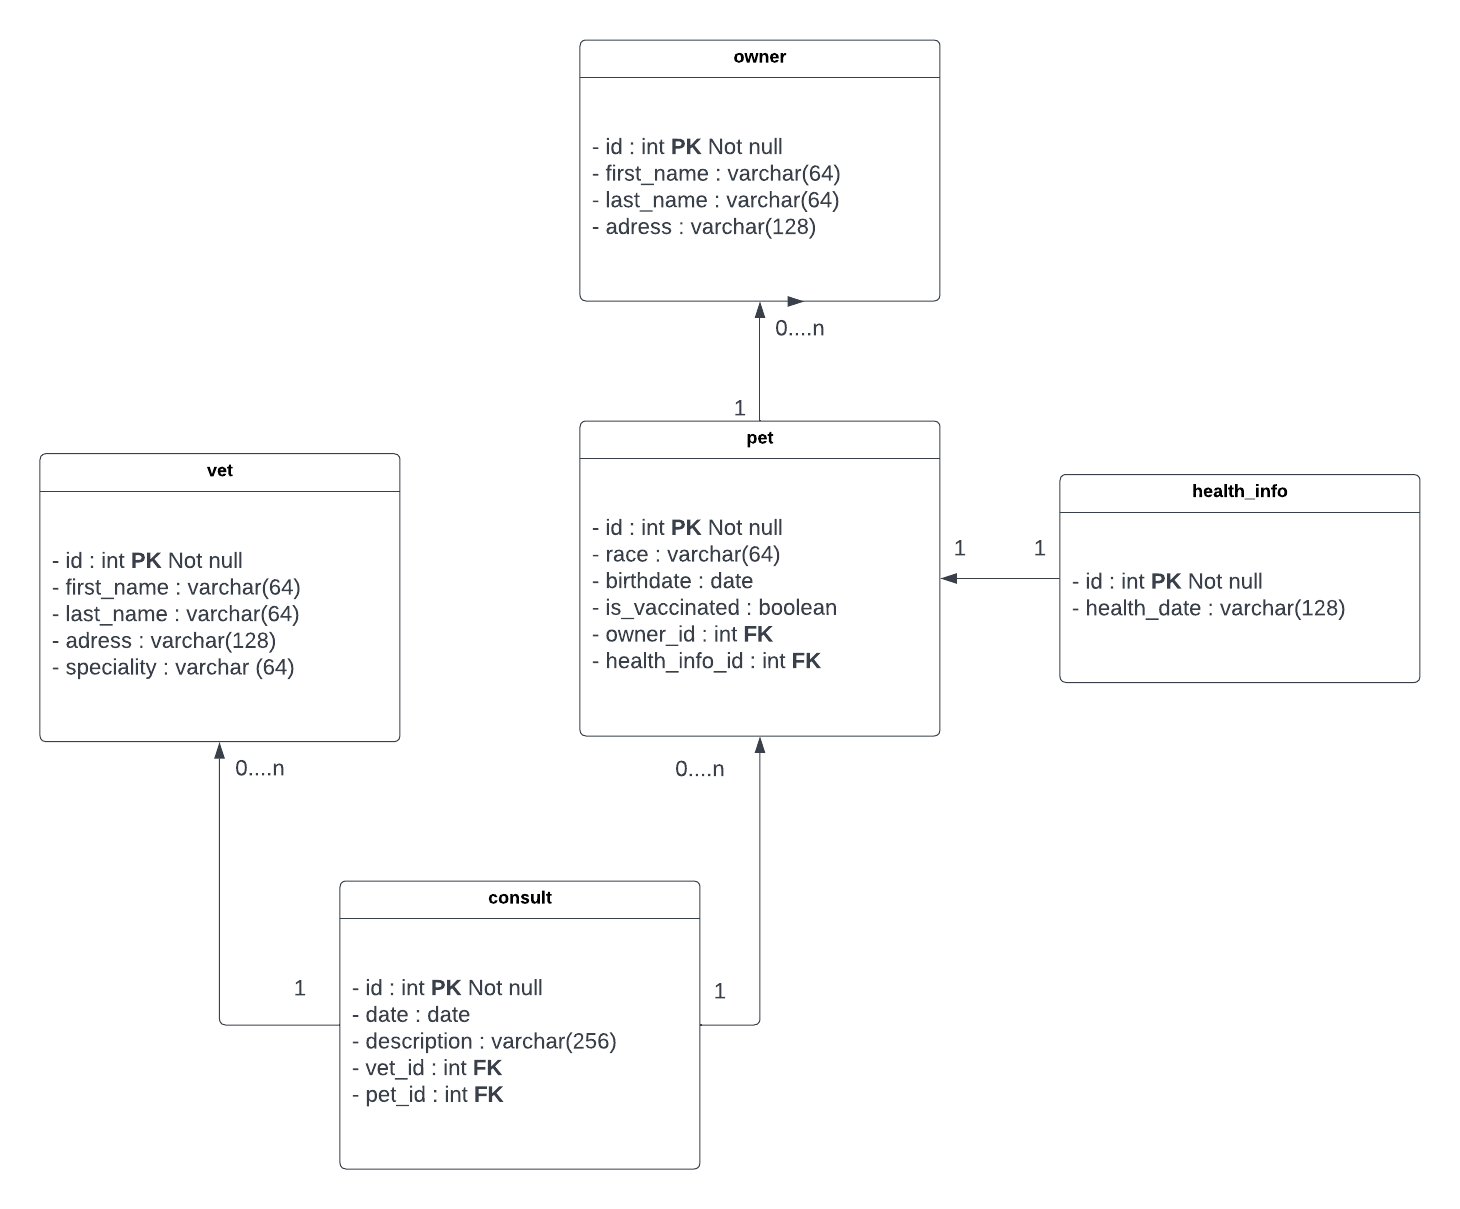 owner
- id : int PK Not null
- first_name : varchar(64)
- last_name : varchar(64)
- adress : varchar(128)
0....n
1
pet
- id : int PK Not null
- race : varchar(64)
- birthdate : date
- is_vaccinated : boolean
- owner_id : int FK
- health_info_id : int FK
vet
- id : int PK Not null
- first_name : varchar(64)
- last_name : varchar(64)
- adress : varchar(128)
- speciality : varchar (64)
health_info
1 1
- id : int PK Not null
- health_date : varchar(128)
0....n
0....n
consult
1
1
- id : int PK Not null
- date : date
- description : varchar(256)
- vet_id : int FK
- pet_id : int FK